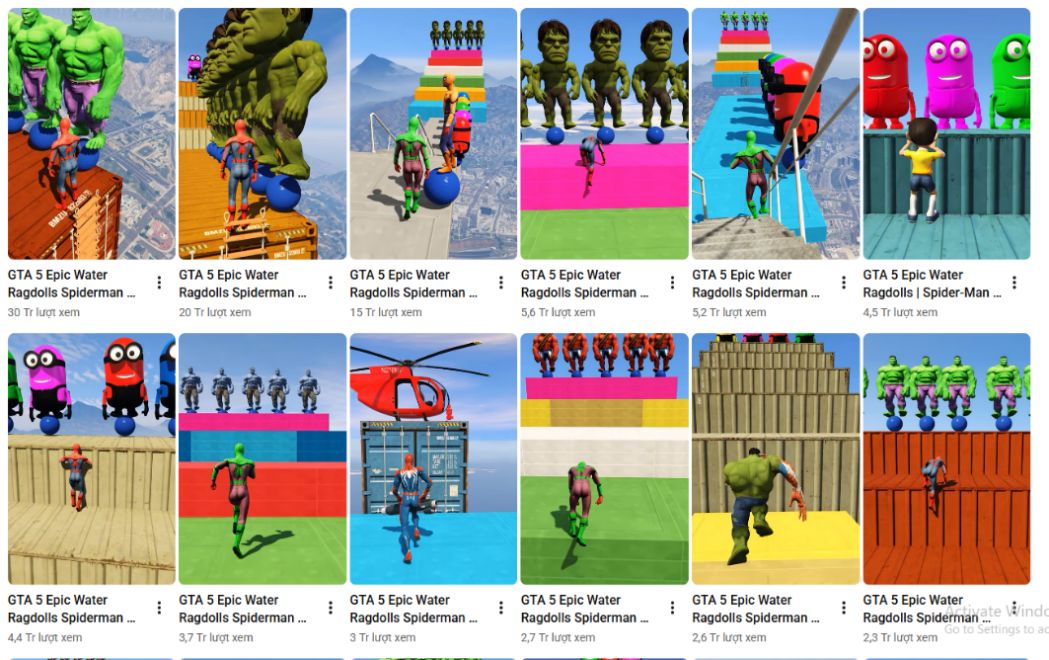 GTA 5 Epic Water
Ragdolls Spiderman ...
30 Tr lượt xem
GTA 5 Epic Water
Ragdolls Spiderman ...
20 Tr lượt xem
GTA 5 Epic Water
Ragdolls Spiderman ...
15 Tr lượt xem
GTA 5 Epic Water
Ragdolls Spiderman ...
5,6 Tr lượt xem
GTA 5 Epic Water
Ragdolls Spiderman ...
5,2 Tr lượt xem
GTA 5 Epic Water
Ragdolls | Spider-Man ...
4,5 Tr lượt xem
GTA 5 Epic Water
Ragdolls Spiderman ...
4,4 Tr lượt xem
GTA 5 Epic Water
Ragdolls Spiderman ...
3,7 Tr lượt xem
GTA 5 Epic Water
Ragdolls Spiderman ...
3 Tr lượt xem
GTA 5 Epic Water
Ragdolls Spiderman ...
2,7 Tr lượt xem
GTA 5 Epic Water
Ragdolls Spiderman ...
2,6 Tr lượt xem
GTA 5 Epic Water
Ragdolls Spiderman ...
2,3 Tr lượt xem
Activate Windo
Go to Settings to ac